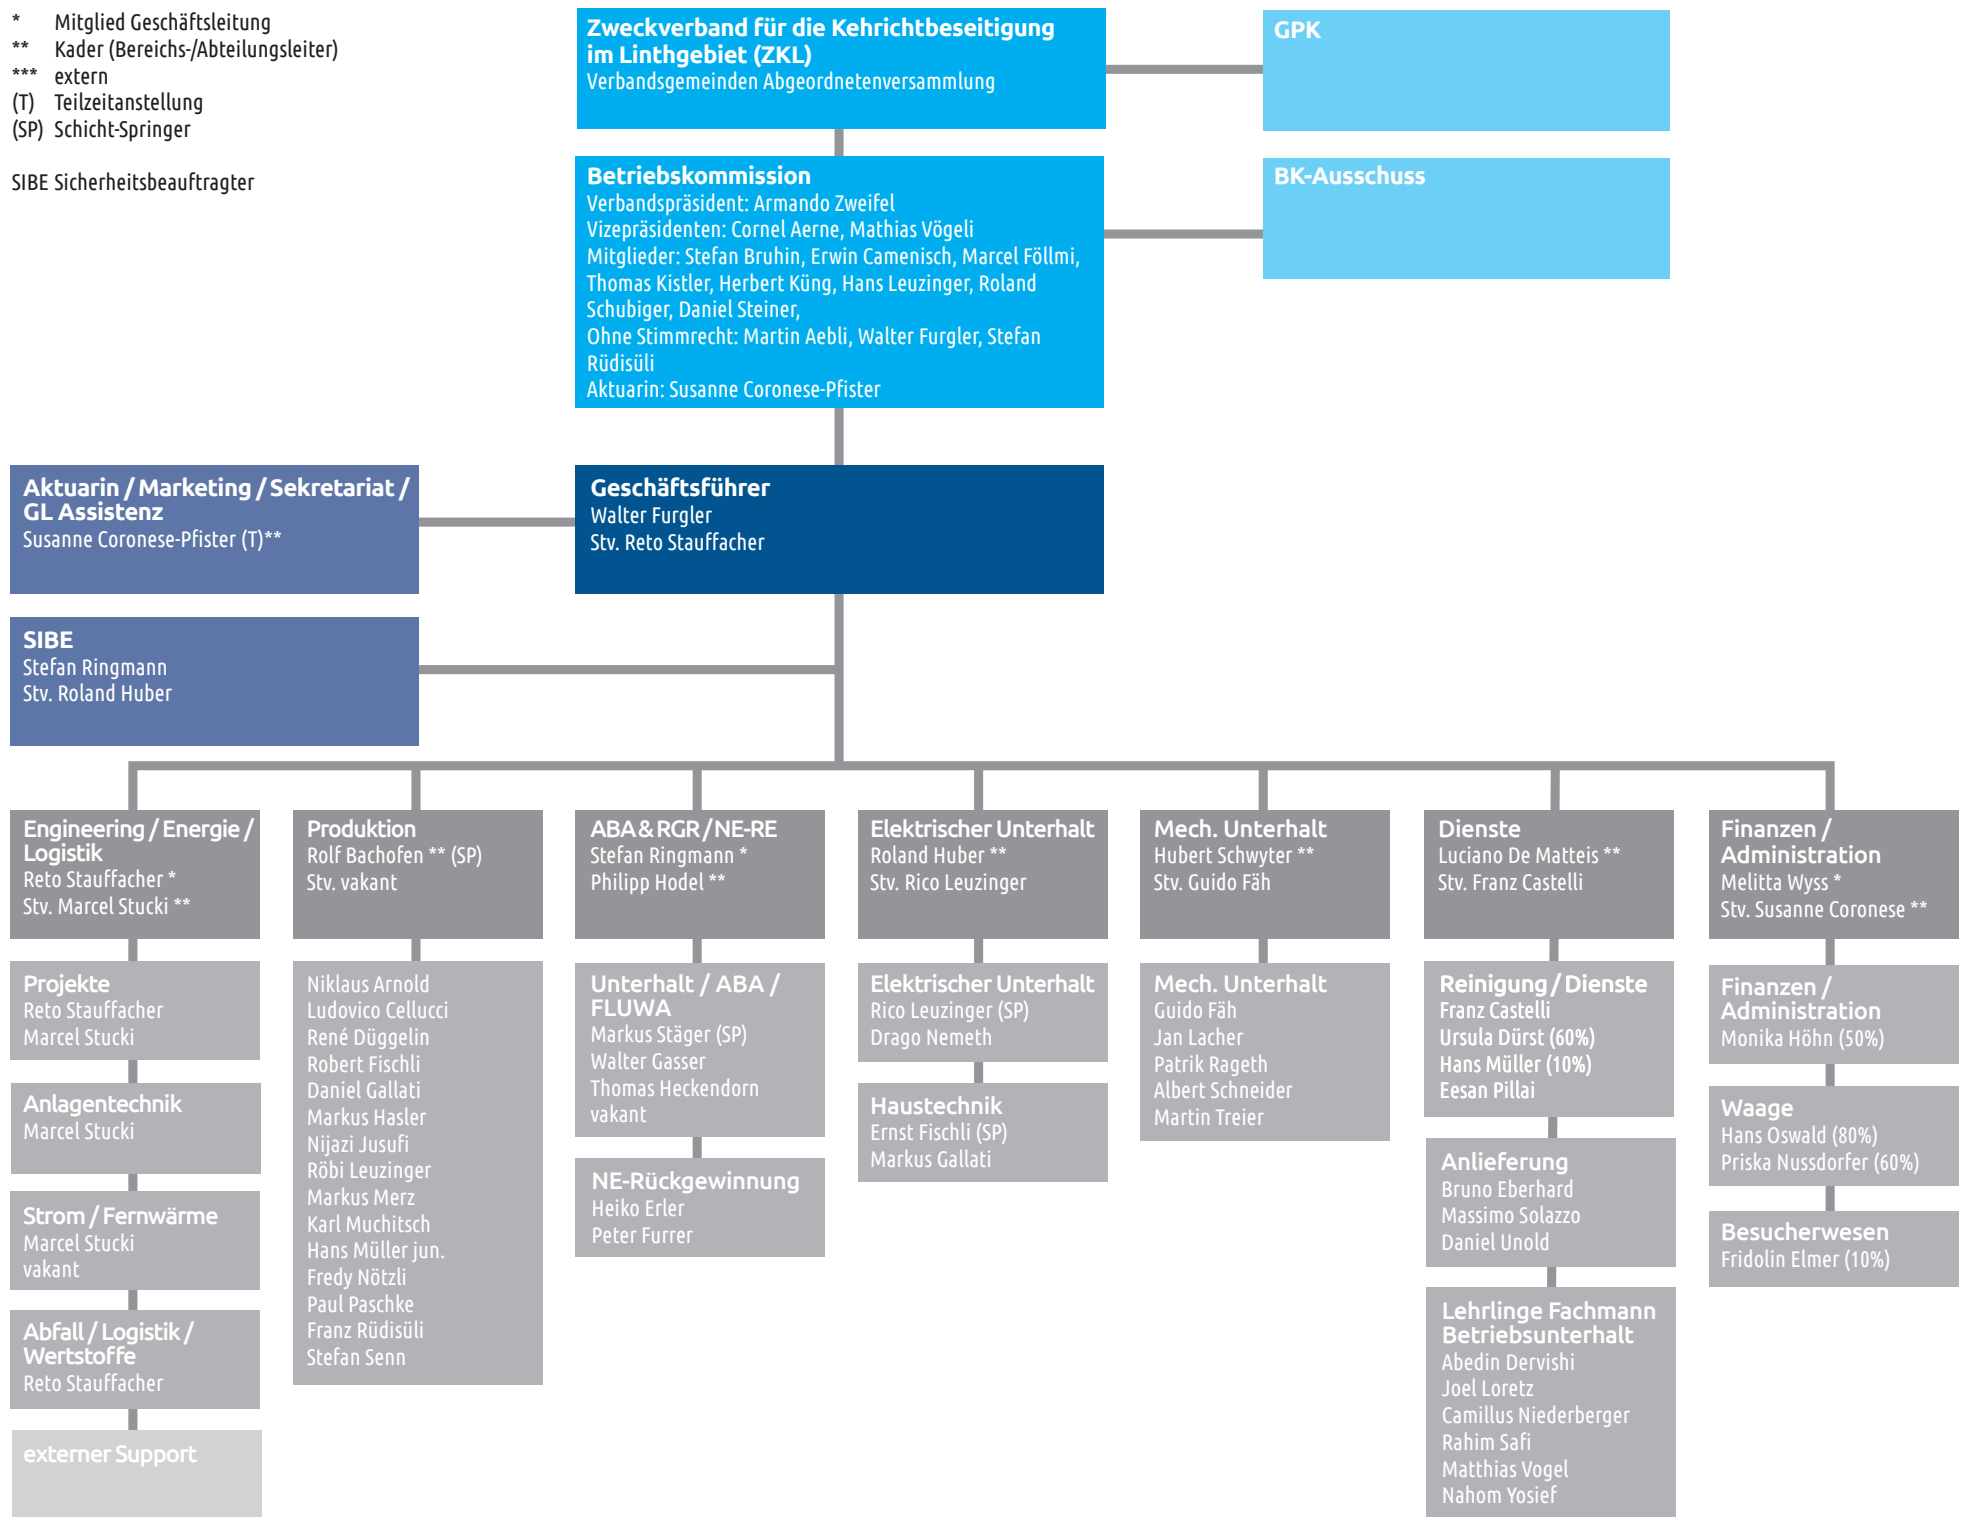 * Mitglied Geschäftsleitung
** Kader (Bereichs-/Abteilungsleiter)
*** extern
(T) Teilzeitanstellung
(SP) Schicht-Springer
SIBE Sicherheitsbeauftragter
Zweckverband für die Kehrichtbeseitigung
im Linthgebiet (ZKL)
Verbandsgemeinden Abgeordnetenversammlung
GPK
Betriebskommission
Verbandspräsident: Armando Zweifel
Vizepräsidenten: Cornel Aerne, Mathias Vögeli
Mitglieder: Stefan Bruhin, Erwin Camenisch, Marcel Föllmi,
Thomas Kistler, Herbert Küng, Hans Leuzinger, Roland
Schubiger, Daniel Steiner,
Ohne Stimmrecht: Martin Aebli, Walter Furgler, Stefan
Rüdisüli
Aktuarin: Susanne Coronese-Pfister
BK-Ausschuss
Aktuarin / Marketing / Sekretariat /
GL Assistenz
Susanne Coronese-Pfister (T)**
Geschäftsführer
Walter Furgler
Stv. Reto Stauffacher
SIBE
Stefan Ringmann
Stv. Roland Huber
Engineering / Energie /
Logistik
Reto Stauffacher *
Stv. Marcel Stucki **
Projekte
Reto Stauffacher
Marcel Stucki
Anlagentechnik
Marcel Stucki
Strom / Fernwärme
Marcel Stucki
vakant
Abfall / Logistik /
Wertstoffe
Reto Stauffacher
externer Support
Produktion
Rolf Bachofen ** (SP)
Stv. vakant
Niklaus Arnold
Ludovico Cellucci
René Düggelin
Robert Fischli
Daniel Gallati
Markus Hasler
Nijazi Jusufi
Röbi Leuzinger
Markus Merz
Karl Muchitsch
Hans Müller jun.
Fredy Nötzli
Paul Paschke
Franz Rüdisüli
Stefan Senn
ABA & RGR / NE-RE
Stefan Ringmann *
Philipp Hodel **
Unterhalt / ABA /
FLUWA
Markus Stäger (SP)
Walter Gasser
Thomas Heckendorn
vakant
NE-Rückgewinnung
Heiko Erler
Peter Furrer
Elektrischer Unterhalt
Roland Huber **
Stv. Rico Leuzinger
Elektrischer Unterhalt
Rico Leuzinger (SP)
Drago Nemeth
Haustechnik
Ernst Fischli (SP)
Markus Gallati
Mech. Unterhalt
Hubert Schwyter **
Stv. Guido Fäh
Mech. Unterhalt
Guido Fäh
Jan Lacher
Patrik Rageth
Albert Schneider
Martin Treier
Dienste
Luciano De Matteis **
Stv. Franz Castelli
Reinigung / Dienste
Franz Castelli
Ursula Dürst (60%)
Hans Müller (10%)
Eesan Pillai
Anlieferung
Bruno Eberhard
Massimo Solazzo
Daniel Unold
Lehrlinge Fachmann
Betriebsunterhalt
Abedin Dervishi
Joel Loretz
Camillus Niederberger
Rahim Safi
Matthias Vogel
Nahom Yosief
Finanzen /
Administration
Melitta Wyss *
Stv. Susanne Coronese **
Finanzen /
Administration
Monika Höhn (50%)
Waage
Hans Oswald (80%)
Priska Nussdorfer (60%)
Besucherwesen
Fridolin Elmer (10%)